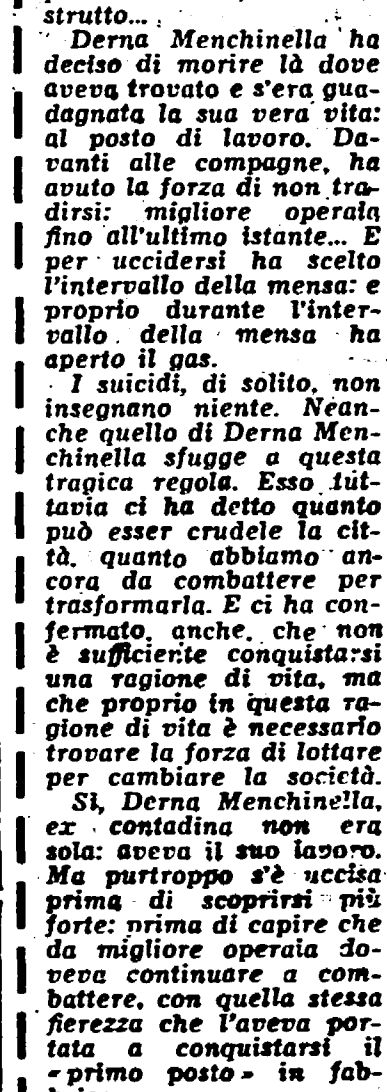 strutto...
Derna Menchinella ha
deciso di morire là dove
aveva trovato e s'era gua-
dagnata la sua vera vita:
al posto di lavoro. Da-
vanti alle compagne, ha
avuto la forza di non tra-
dirsi: migliore operaia
fino all'ultimo istante... E
per uccidersi ha scelto
l'intervallo della mensa: e
proprio durante l'inter-
vallo della mensa ha
aperto il gas.
I suicidi, di solito, non
insegnano niente. Nean-
che quello di Derna Men-
chinella sfugge a questa
tragica regola. Esso tut-
tavia ci ha detto quanto
può esser crudele la cit-
tà, quanto abbiamo an-
cora da combattere per
trasformarla. E ci ha con-
fermato, anche, che non
è sufficiente conquistarsi
una ragione di vita, ma
che proprio in questa ra-
gione di vita è necessario
trovare la forza di lottare
per cambiare la società.
Sì, Derna Menchinella,
ex contadina non era
sola: aveva il suo lavoro.
Ma purtroppo s'è uccisa
prima di scoprirsi più
forte: prima di capire che
da migliore operaia do-
veva continuare a com-
battere, con quella stessa
fierezza che l'aveva por-
tata a conquistarsi il
«primo posto» in fab-